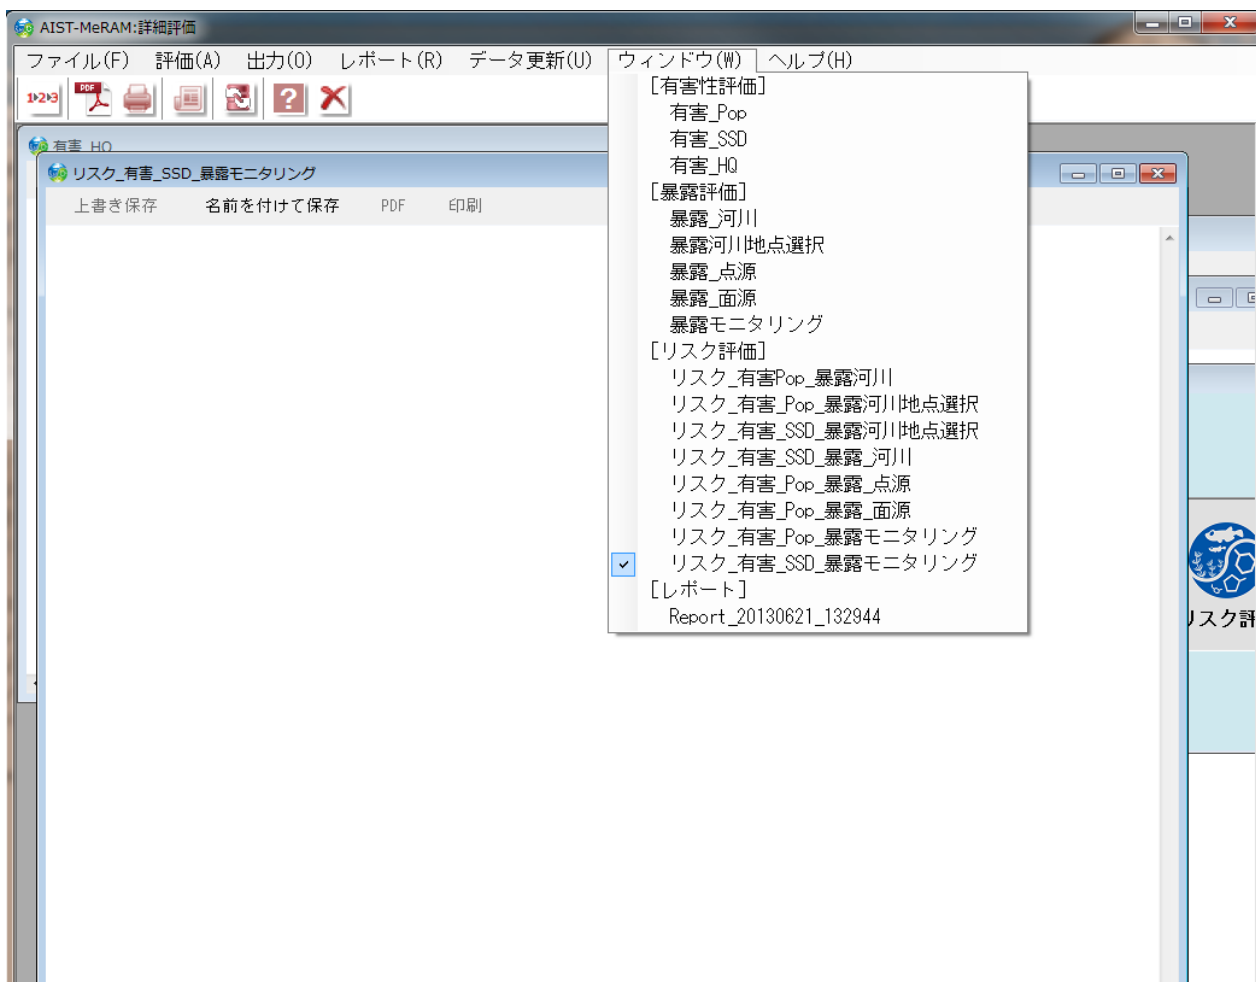 AIST-MeRAM:詳細評価
ファイル(F) 評価(A) 出力(O) レポート(R) データ更新(U) ウィンドウ(W) ヘルプ(H)
1▶2▶3 PDF
有害_HQ
リスク_有害_SSD_暴露モニタリング
上書き保存 名前を付けて保存 PDF 印刷
[有害性評価]
有害_Pop
有害_SSD
有害_HQ
[暴露評価]
暴露_河川
暴露河川地点選択
暴露_点源
暴露_面源
暴露モニタリング
[リスク評価]
リスク_有害Pop_暴露河川
リスク_有害_Pop_暴露河川地点選択
リスク_有害_SSD_暴露河川地点選択
リスク_有害_SSD_暴露_河川
リスク_有害_Pop_暴露_点源
リスク_有害_Pop_暴露_面源
リスク_有害_Pop_暴露モニタリング
リスク_有害_SSD_暴露モニタリング
[レポート]
Report_20130621_132944
リスク評